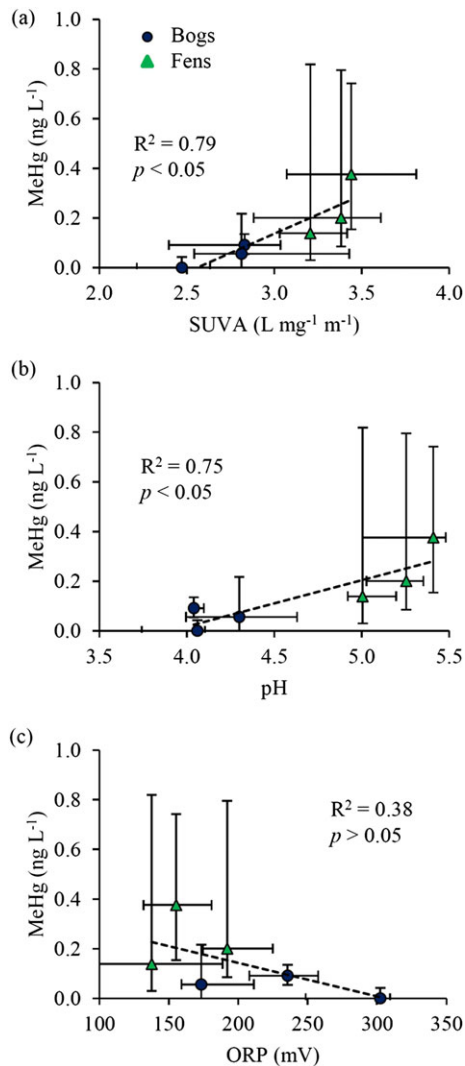 (a)
Bogs
Fens
R² = 0.79
p < 0.05
MeHg (ng L⁻¹)
1.0
0.8
0.6
0.4
0.2
0.0
2.0 2.5 3.0 3.5 4.0
SUVA (L mg⁻¹ m⁻¹)
(b)
R² = 0.75
p < 0.05
MeHg (ng L⁻¹)
1.0
0.8
0.6
0.4
0.2
0.0
3.5 4.0 4.5 5.0 5.5
pH
(c)
R² = 0.38
p > 0.05
MeHg (ng L⁻¹)
1.0
0.8
0.6
0.4
0.2
0.0
100 150 200 250 300 350
ORP (mV)